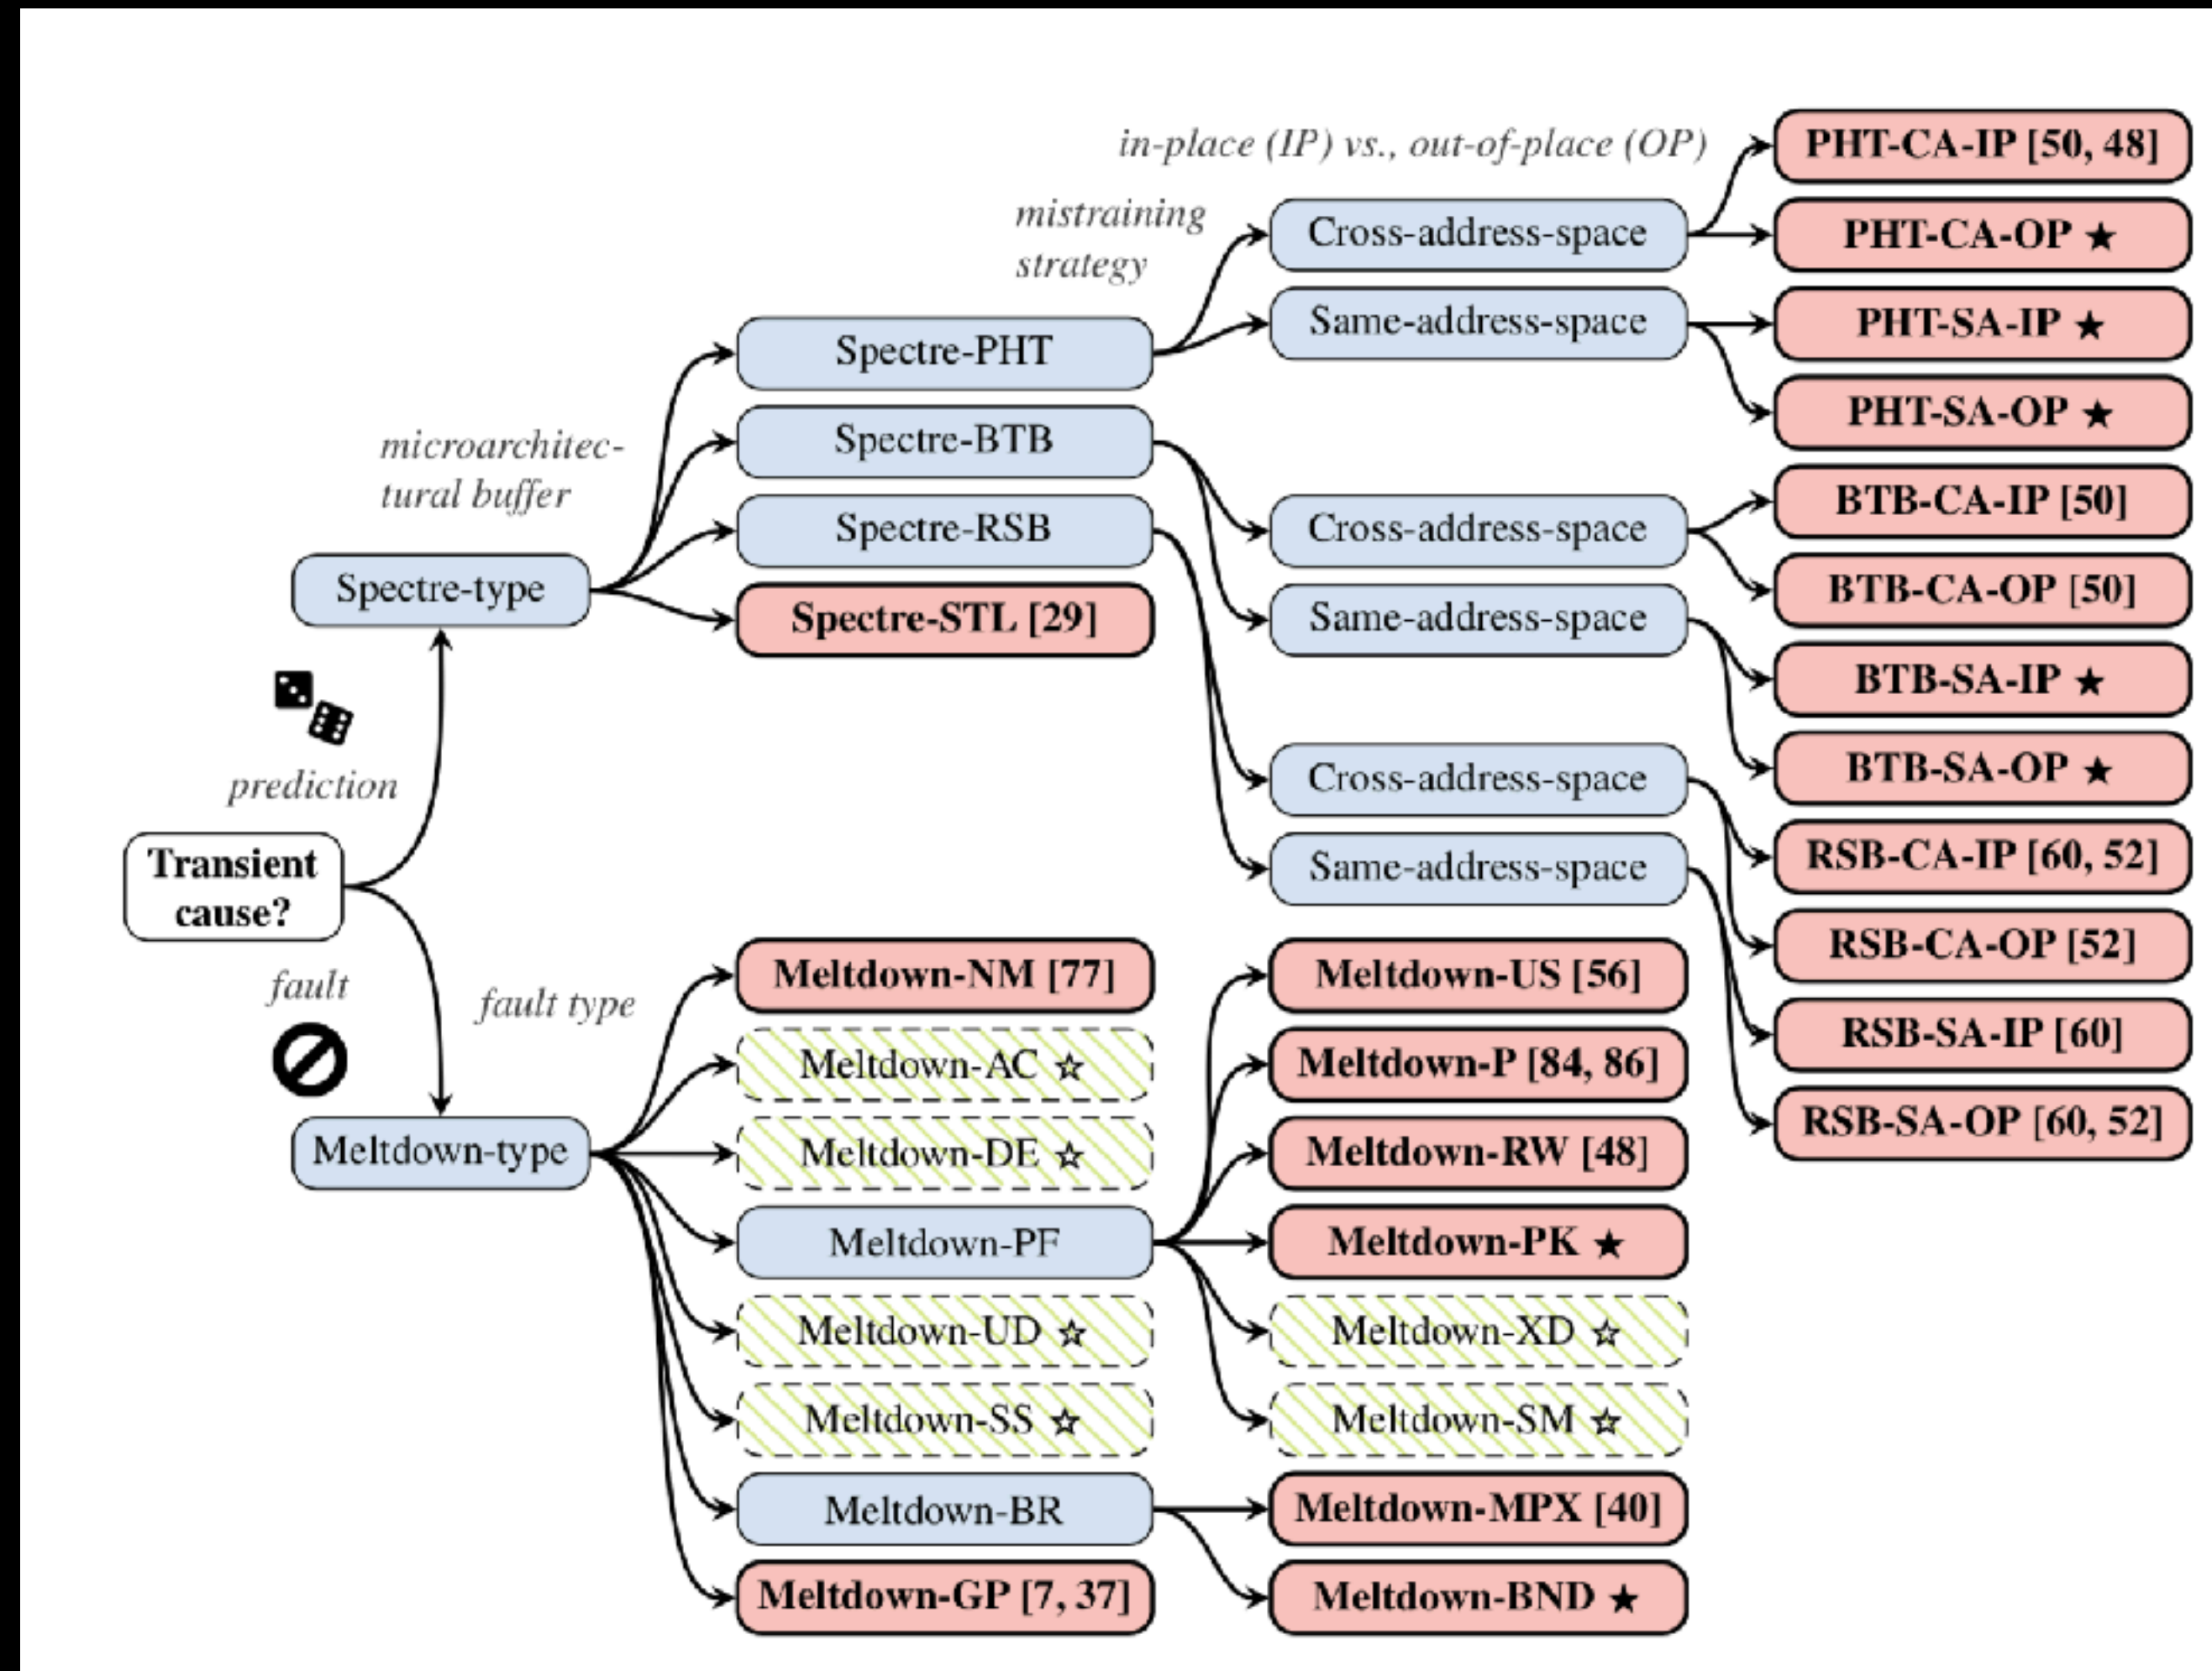 in-place (IP) vs., out-of-place (OP)
mistraining
strategy
microarchitec-
tural buffer
prediction
Transient
cause?
fault
fault type
Spectre-type
Meltdown-type
Spectre-PHT
Spectre-BTB
Spectre-RSB
Spectre-STL [29]
Meltdown-NM [77]
Meltdown-AC ☆
Meltdown-DE ☆
Meltdown-PF
Meltdown-UD ☆
Meltdown-SS ☆
Meltdown-BR
Meltdown-GP [7, 37]
Cross-address-space
Same-address-space
Cross-address-space
Same-address-space
Cross-address-space
Same-address-space
Meltdown-US [56]
Meltdown-P [84, 86]
Meltdown-RW [48]
Meltdown-PK ★
Meltdown-XD ☆
Meltdown-SM ☆
Meltdown-MPX [40]
Meltdown-BND ★
PHT-CA-IP [50, 48]
PHT-CA-OP ★
PHT-SA-IP ★
PHT-SA-OP ★
BTB-CA-IP [50]
BTB-CA-OP [50]
BTB-SA-IP ★
BTB-SA-OP ★
RSB-CA-IP [60, 52]
RSB-CA-OP [52]
RSB-SA-IP [60]
RSB-SA-OP [60, 52]